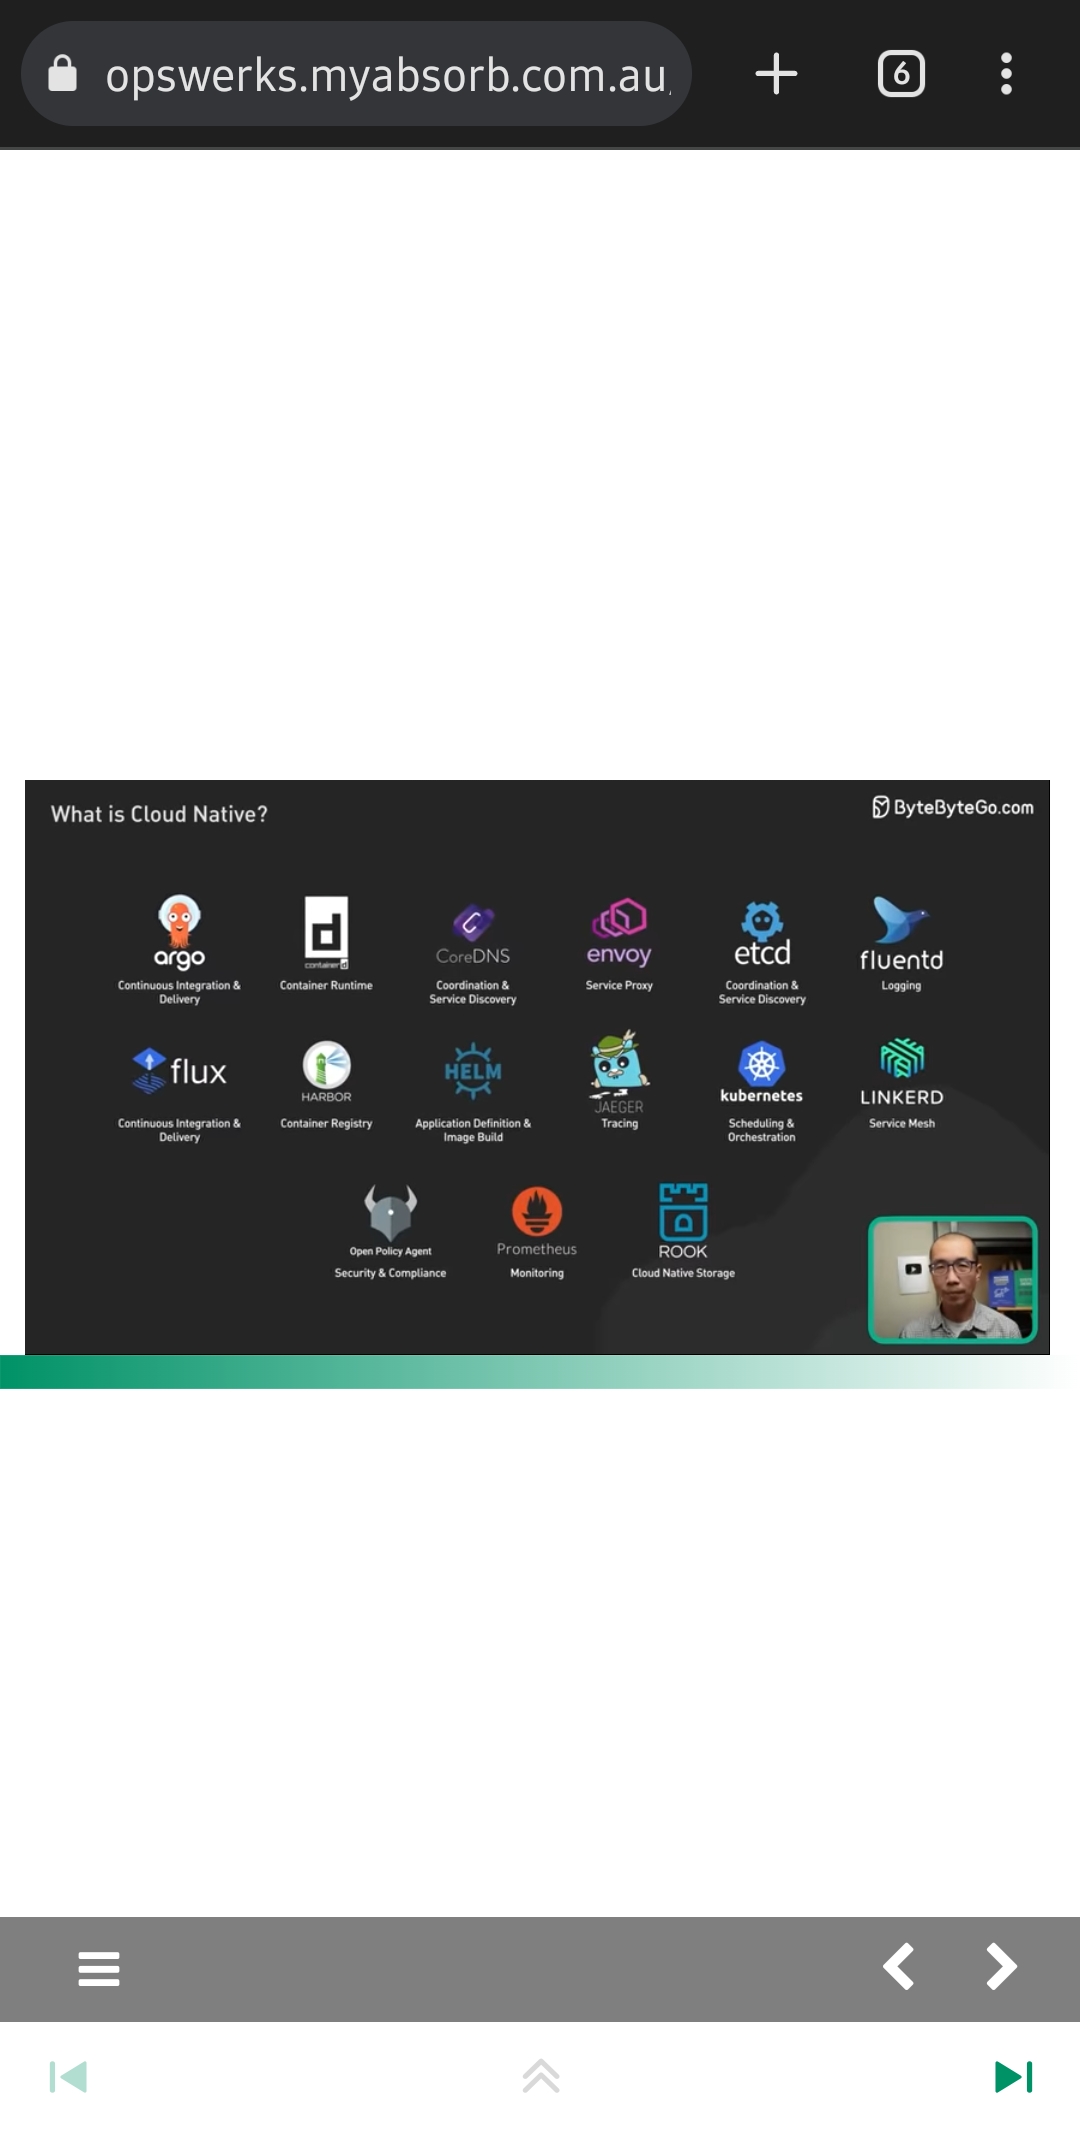 opswerks.myabsorb.com.au
6
What is Cloud Native?
ByteByteGo.com
argo
Continuous Integration &
Delivery
d
containerd
Container Runtime
CoreDNS
Coordination &
Service Discovery
envoy
Service Proxy
etcd
Coordination &
Service Discovery
fluentd
Logging
flux
Continuous Integration &
Delivery
HARBOR
Container Registry
HELM
Application Definition &
Image Build
JAEGER
Tracing
kubernetes
Scheduling &
Orchestration
LINKERD
Service Mesh
Open Policy Agent
Security & Compliance
Prometheus
Monitoring
ROOK
Cloud Native Storage